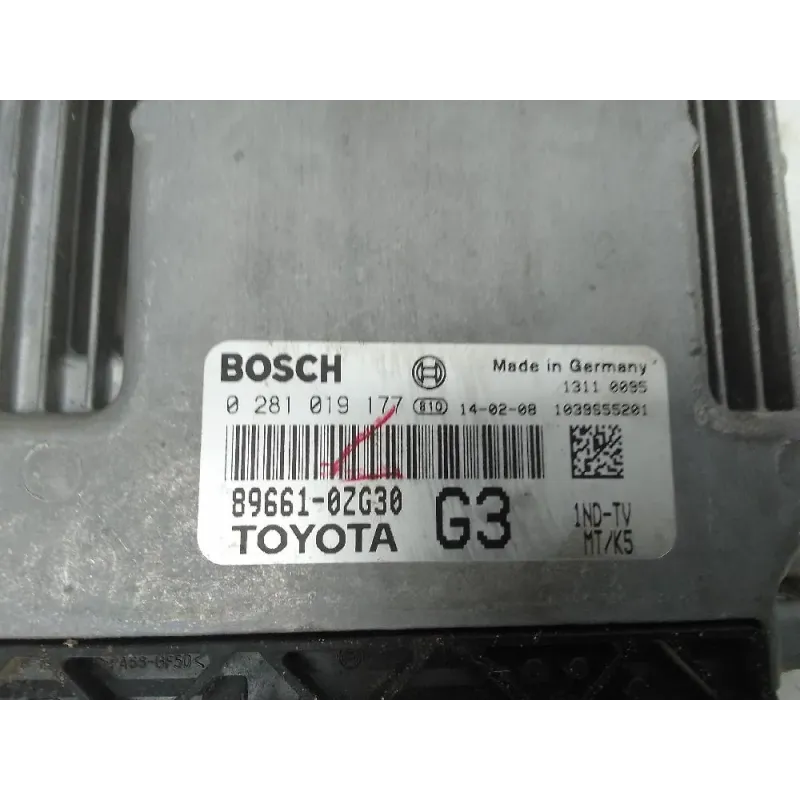 BOSCH
Made in Germany
1311 0095
0 281 019 177 810 14-02-08 1039S55201
89661-0ZG30
TOYOTA
G3
1ND-TV
MT/K5